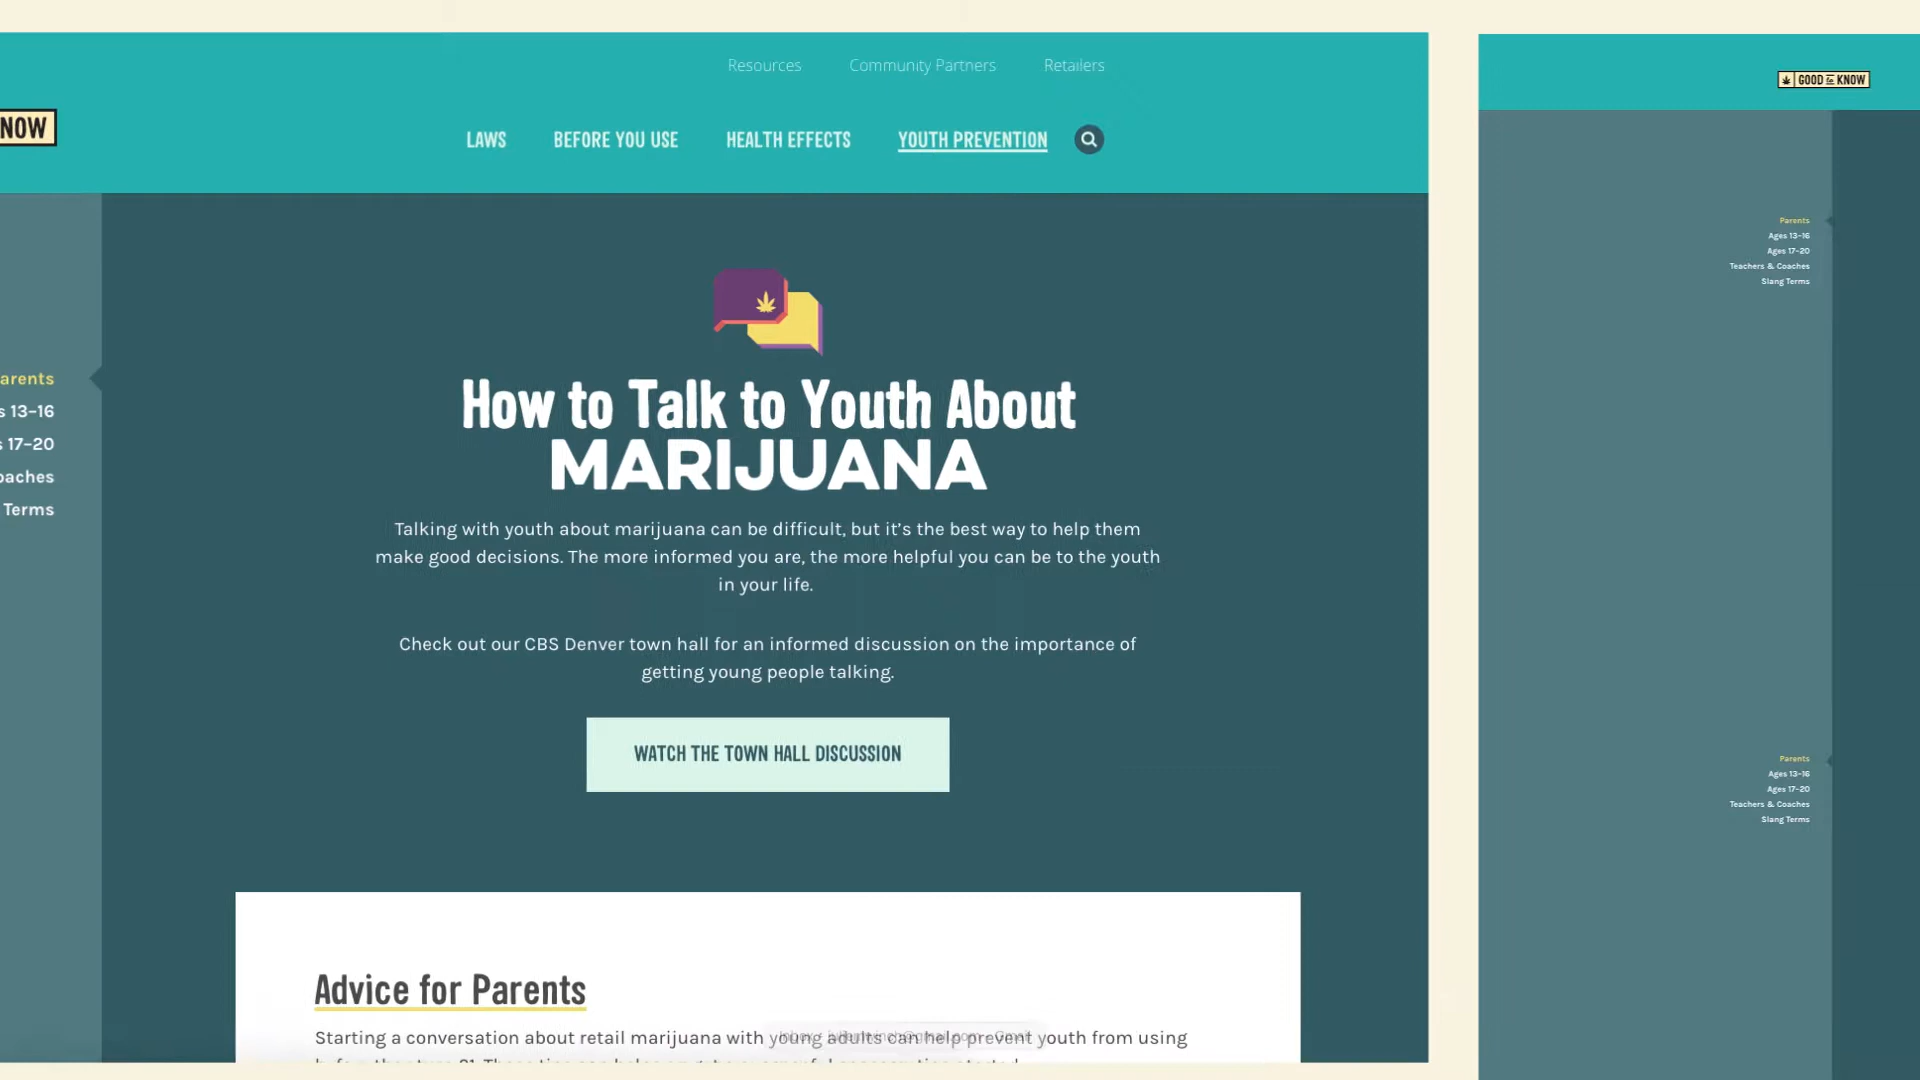 Resources Community Partners Retailers
NOW
LAWS BEFORE YOU USE HEALTH EFFECTS YOUTH PREVENTION
arents
s 13–16
s 17–20
oaches
Terms
How to Talk to Youth About
MARIJUANA
Talking with youth about marijuana can be difficult, but it's the best way to help them
make good decisions. The more informed you are, the more helpful you can be to the youth
in your life.
Check out our CBS Denver town hall for an informed discussion on the importance of
getting young people talking.
WATCH THE TOWN HALL DISCUSSION
Advice for Parents
Starting a conversation about retail marijuana with young adults can help prevent youth from using
GOOD to KNOW
Parents
Ages 13–16
Ages 17–20
Teachers & Coaches
Slang Terms
Parents
Ages 13–16
Ages 17–20
Teachers & Coaches
Slang Terms